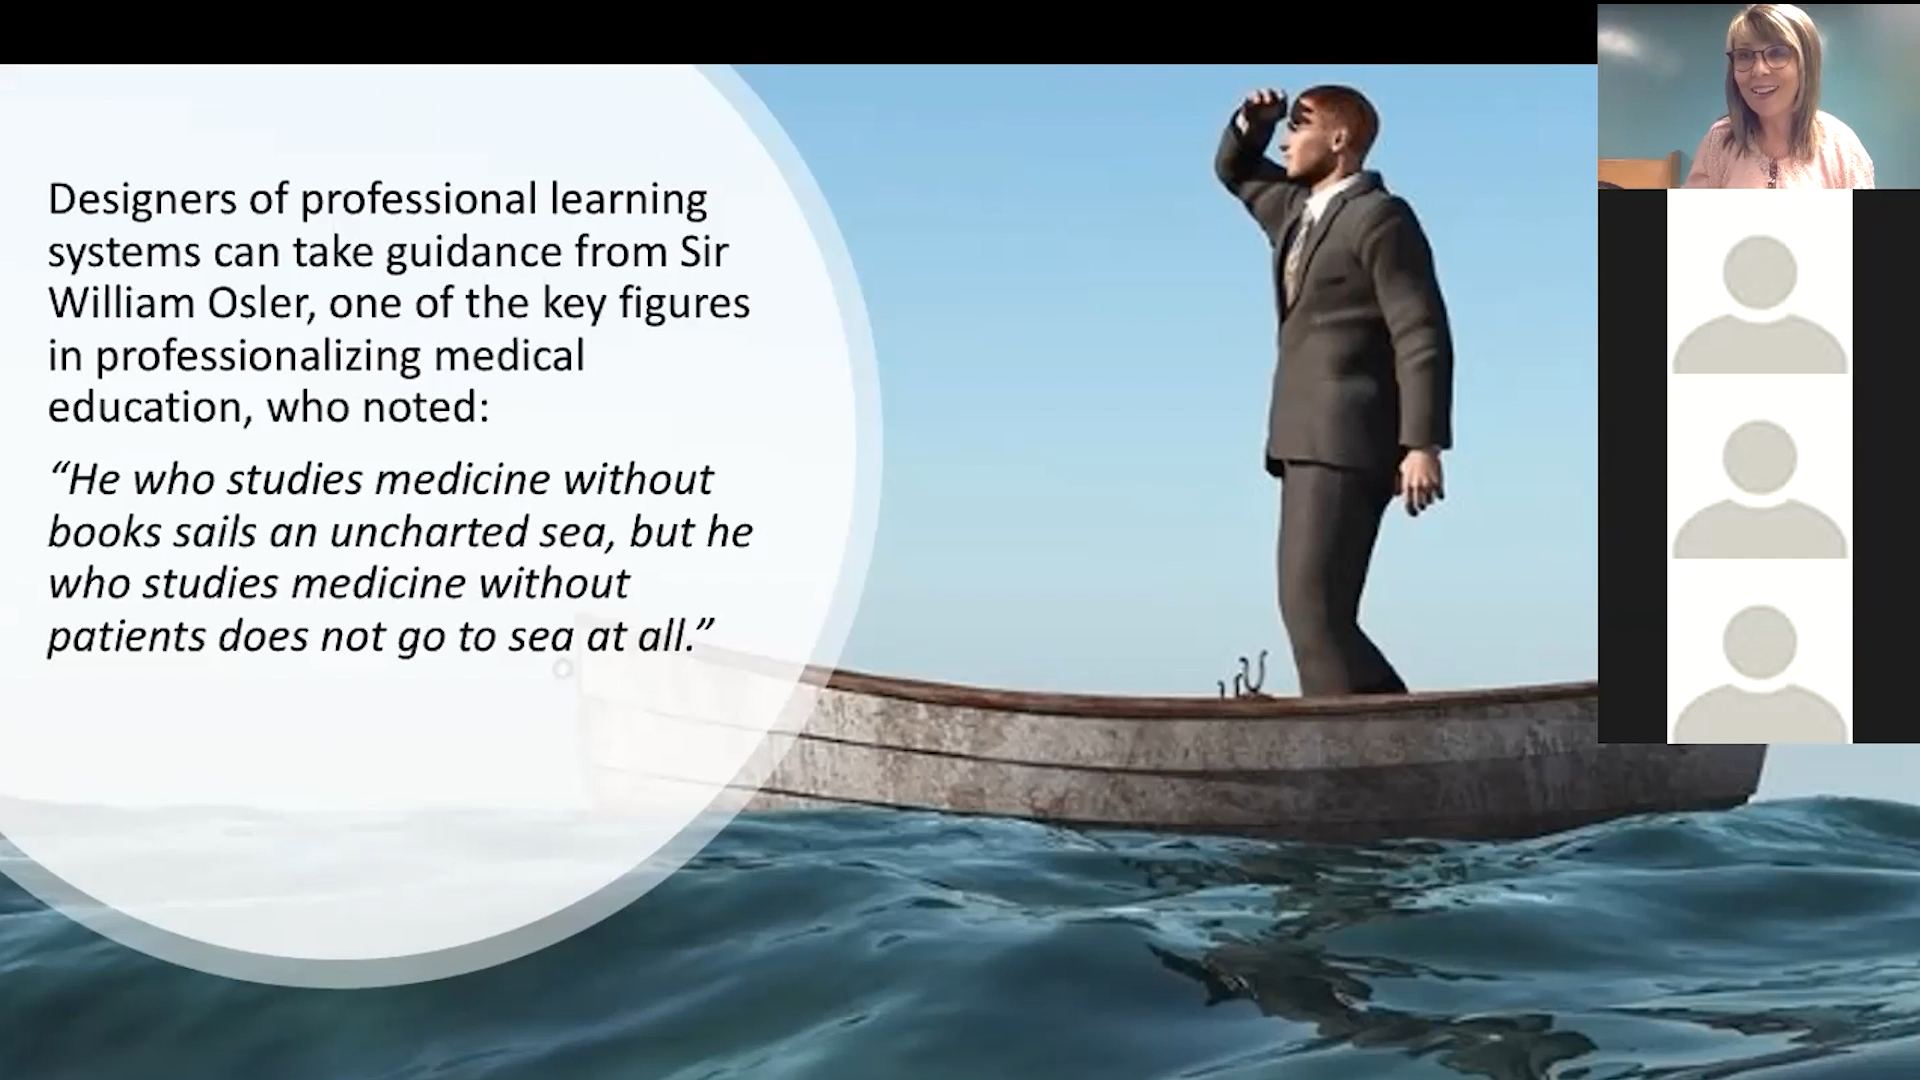 Designers of professional learning
systems can take guidance from Sir
William Osler, one of the key figures
in professionalizing medical
education, who noted:
“He who studies medicine without
books sails an uncharted sea, but he
who studies medicine without
patients does not go to sea at all.”